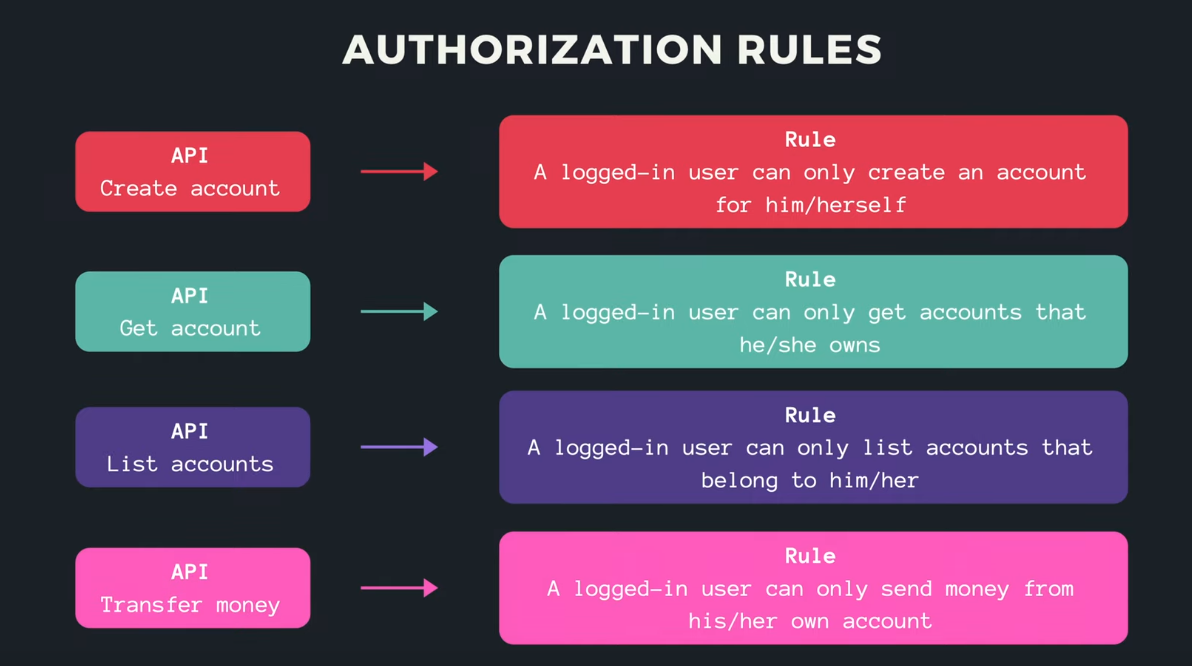 AUTHORIZATION RULES
API
Create account
Rule
A logged-in user can only create an account
for him/herself
API
Get account
Rule
A logged-in user can only get accounts that
he/she owns
API
List accounts
Rule
A logged-in user can only list accounts that
belong to him/her
API
Transfer money
Rule
A logged-in user can only send money from
his/her own account